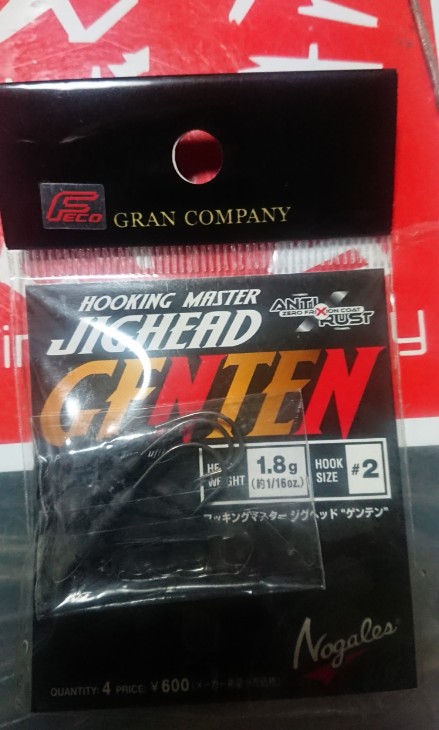 FECO
GRAN COMPANY
HOOKING MASTER
JIGHEAD
ANTI RUST
ZERO FRIXION COAT
GENTEN
WEIGHT
1.8g
(約1/16oz.)
HOOK SIZE
#2
フッキングマスター ジグヘッド "ゲンテン"
Nogales
QUANTITY: 4 PRICE: ¥600